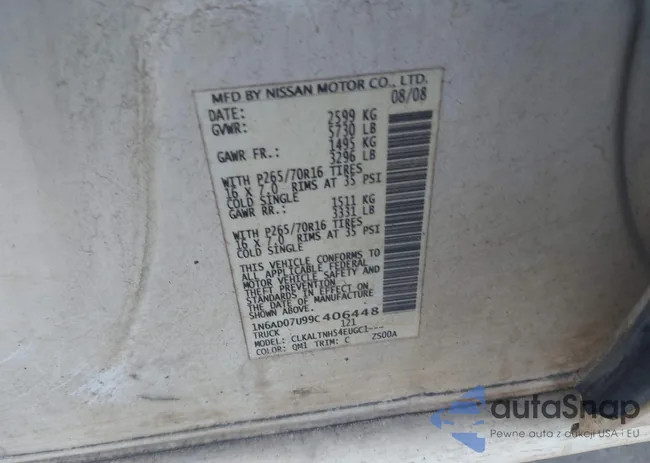 MFD BY NISSAN MOTOR CO., LTD.
DATE: 08/08
GVWR: 2599 KG
5730 LB
GAWR FR.: 1495 KG
3296 LB
WITH P265/70R16 TIRES
16 X 7.0 RIMS AT 35 PSI
COLD SINGLE
GAWR RR.: 1511 KG
3331 LB
WITH P265/70R16 TIRES
16 X 7.0 RIMS AT 35 PSI
COLD SINGLE
THIS VEHICLE CONFORMS TO
ALL APPLICABLE FEDERAL
MOTOR VEHICLE SAFETY AND
THEFT PREVENTION
STANDARDS IN EFFECT ON
THE DATE OF MANUFACTURE
SHOWN ABOVE.
1N6AD07U99C406448
TRUCK 121
MODEL: CLKALTNHS4EUGC1---
COLOR: QM1 TRIM: C ZS00A
autaSnap
Pewne auto z aukcji USA i EU